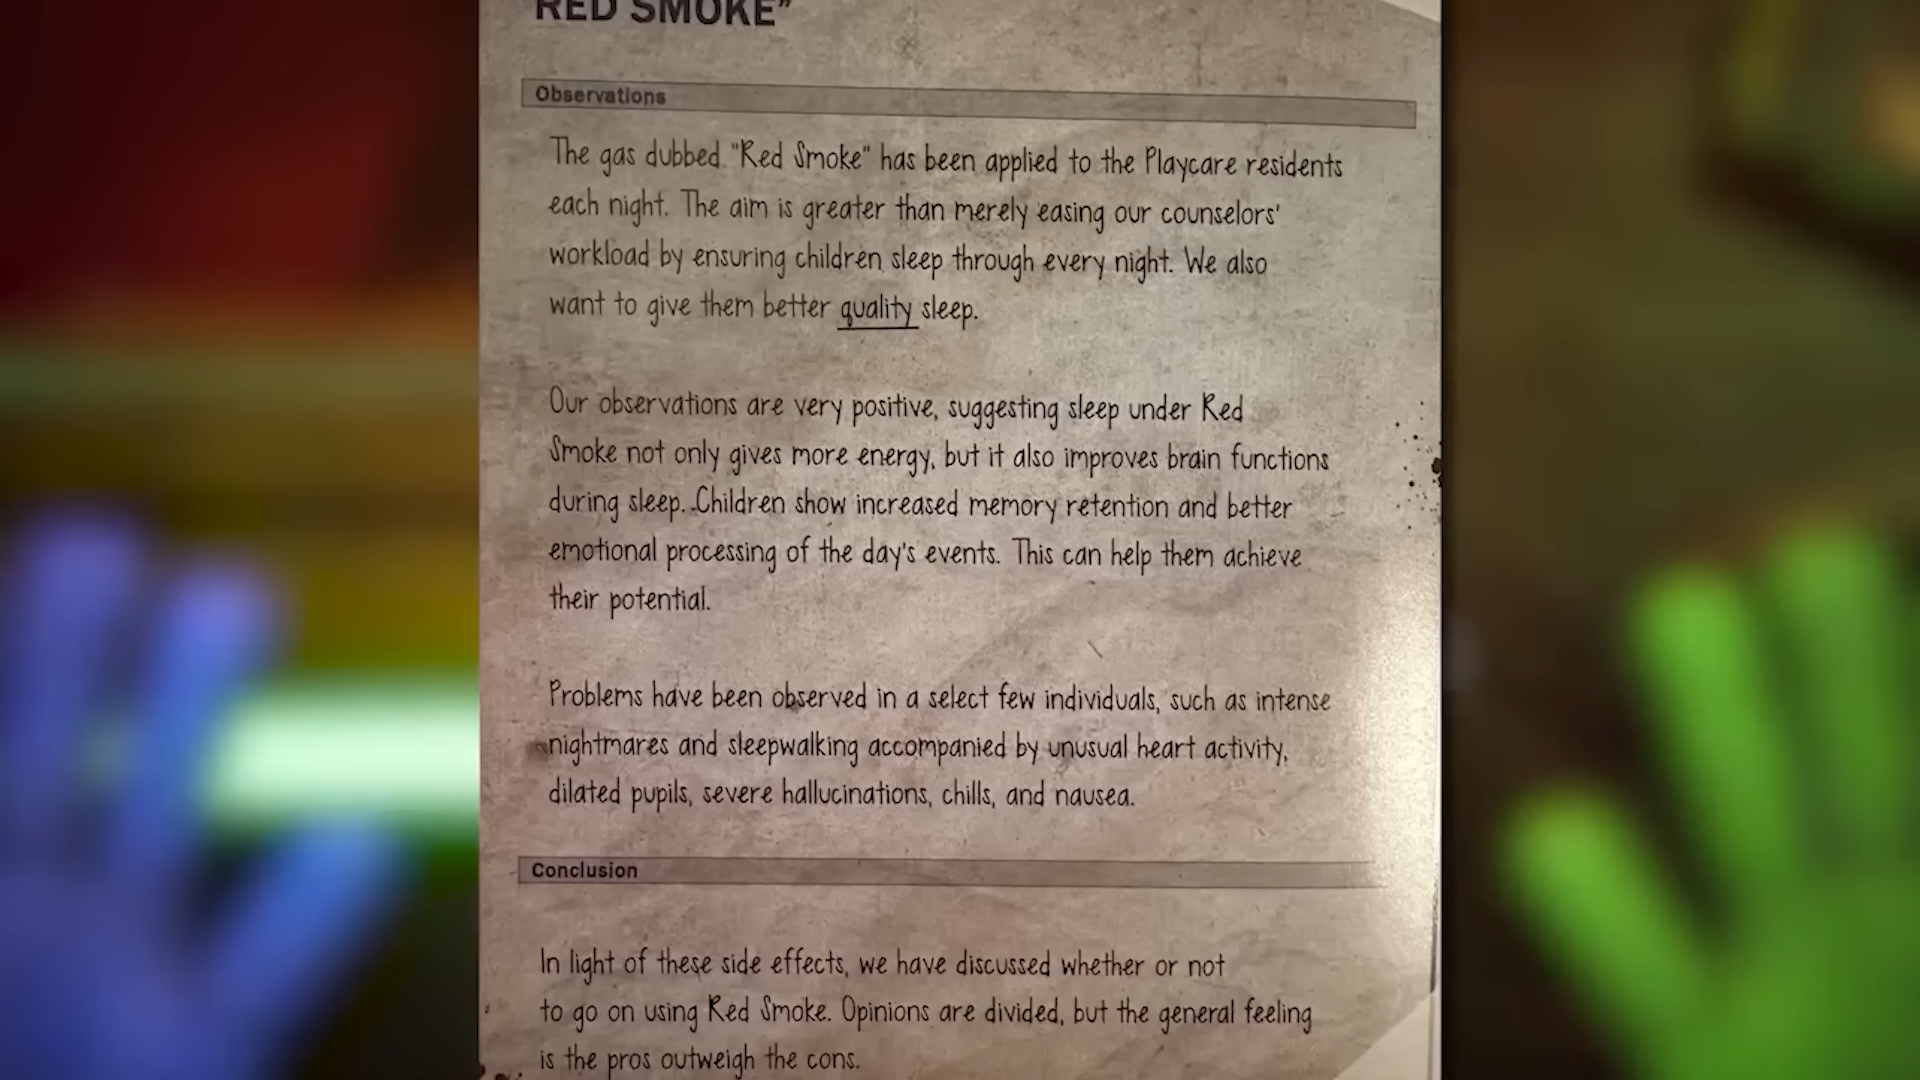 RED SMOKE"
Observations
The gas dubbed "Red Smoke" has been applied to the Playcare residents
each night. The aim is greater than merely easing our counselors'
workload by ensuring children sleep through every night. We also
want to give them better quality sleep.
Our observations are very positive, suggesting sleep under Red
Smoke not only gives more energy, but it also improves brain functions
during sleep. Children show increased memory retention and better
emotional processing of the day's events. This can help them achieve
their potential.
Problems have been observed in a select few individuals, such as intense
nightmares and sleepwalking accompanied by unusual heart activity,
dilated pupils, severe hallucinations, chills, and nausea.
Conclusion
In light of these side effects, we have discussed whether or not
to go on using Red Smoke. Opinions are divided, but the general feeling
is the pros outweigh the cons.